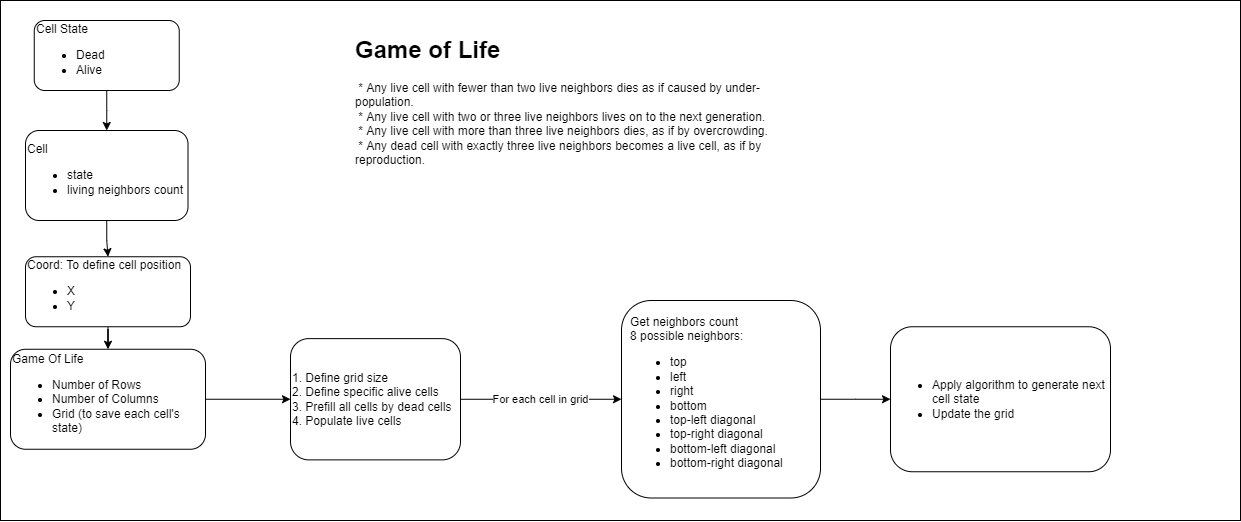 Cell State
• Dead
• Alive
Game of Life
* Any live cell with fewer than two live neighbors dies as if caused by under-
population.
* Any live cell with two or three live neighbors lives on to the next generation.
* Any live cell with more than three live neighbors dies, as if by overcrowding.
* Any dead cell with exactly three live neighbors becomes a live cell, as if by
reproduction.
Cell
• state
• living neighbors count
Coord: To define cell position
• X
• Y
Game Of Life
• Number of Rows
• Number of Columns
• Grid (to save each cell's
state)
1. Define grid size
2. Define specific alive cells
3. Prefill all cells by dead cells
4. Populate live cells
For each cell in grid
Get neighbors count
8 possible neighbors:
• top
• left
• right
• bottom
• top-left diagonal
• top-right diagonal
• bottom-left diagonal
• bottom-right diagonal
• Apply algorithm to generate next
cell state
• Update the grid